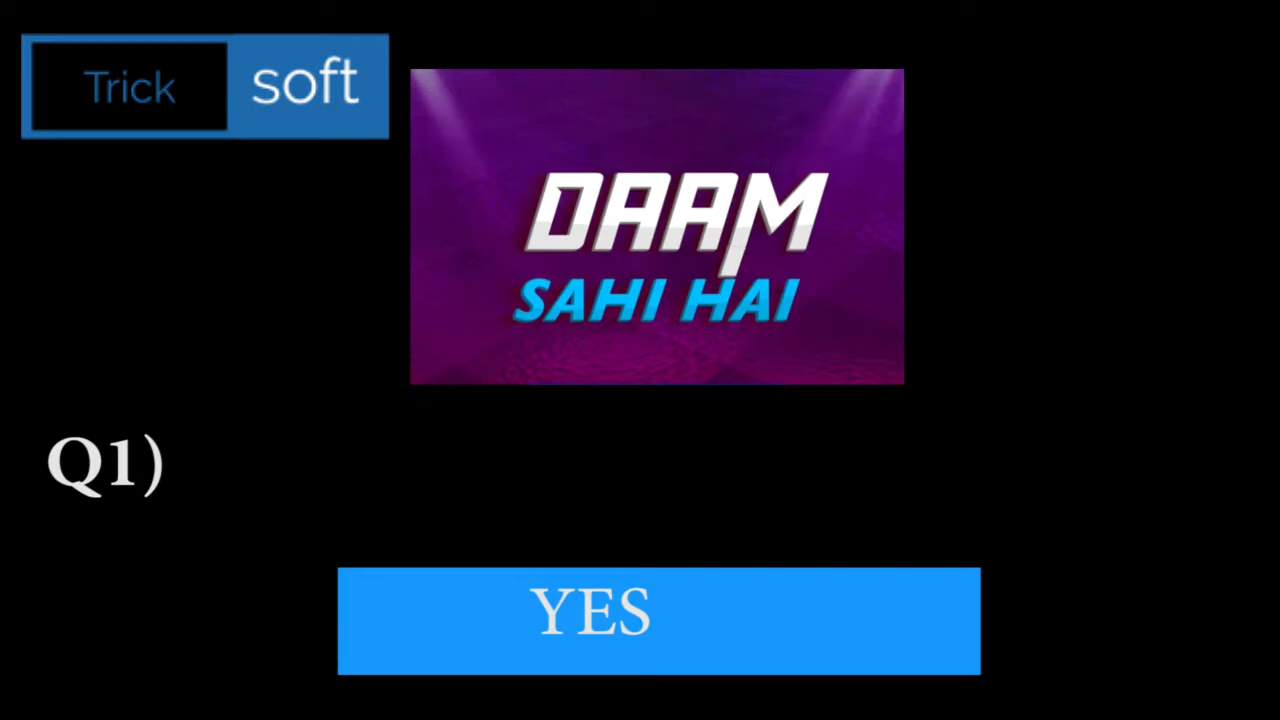 Trick soft
DAAM
SAHI HAI
Q1)
YES